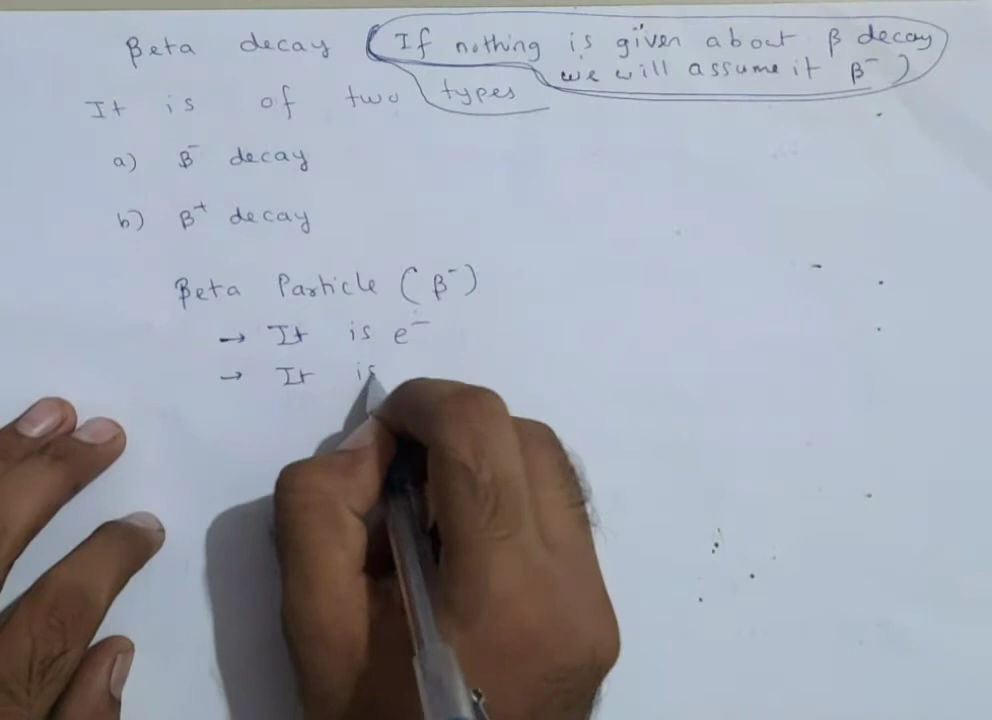 Beta decay (If nothing is given about β decay
we will assume it β⁻)
It is of two types
a) β⁻ decay
b) β⁺ decay
Beta Particle (β⁻)
→ It is e⁻
→ It is